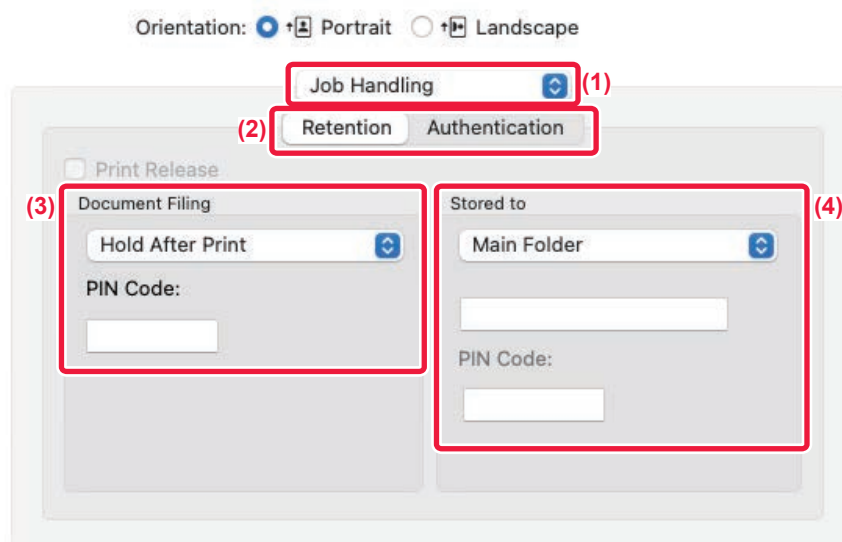 Orientation: Portrait Landscape
Job Handling (1)
(2) Retention Authentication
Print Release
(3) Document Filing Stored to (4)
Hold After Print Main Folder
PIN Code:
PIN Code: